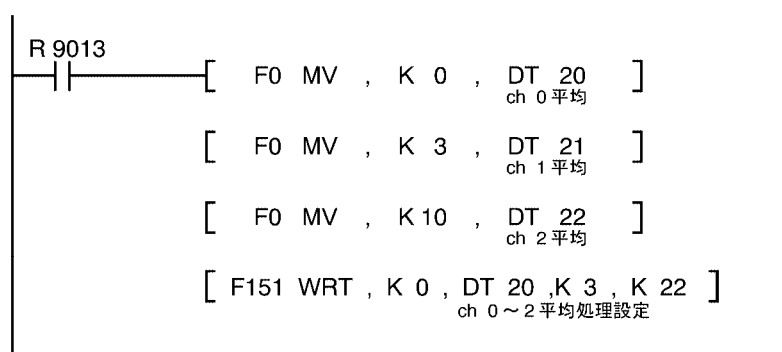 R 9013
[ F0 MV , K 0 , DT 20 ]
ch 0平均
[ F0 MV , K 3 , DT 21 ]
ch 1平均
[ F0 MV , K 10 , DT 22 ]
ch 2平均
[ F151 WRT , K 0 , DT 20 ,K 3 , K 22 ]
ch 0～2平均処理設定